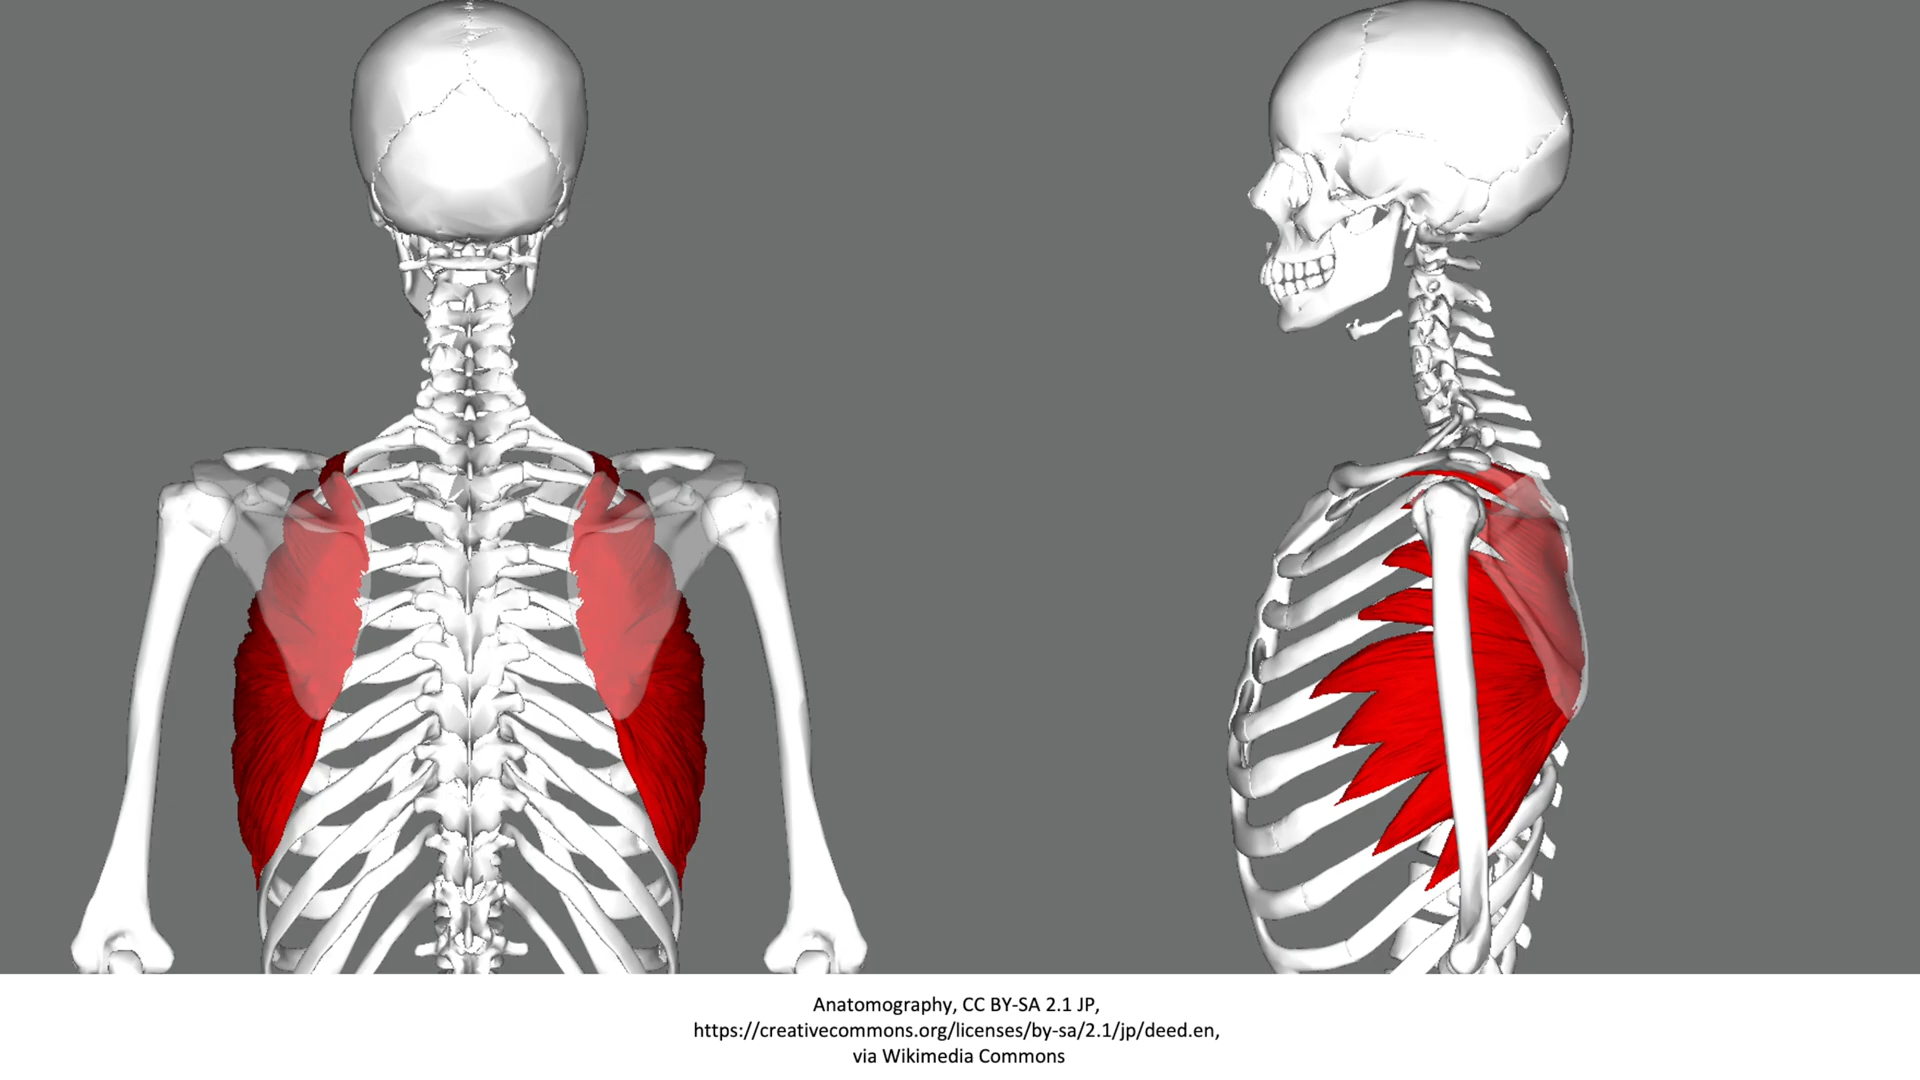 Anatomography, CC BY-SA 2.1 JP,
https://creativecommons.org/licenses/by-sa/2.1/jp/deed.en,
via Wikimedia Commons